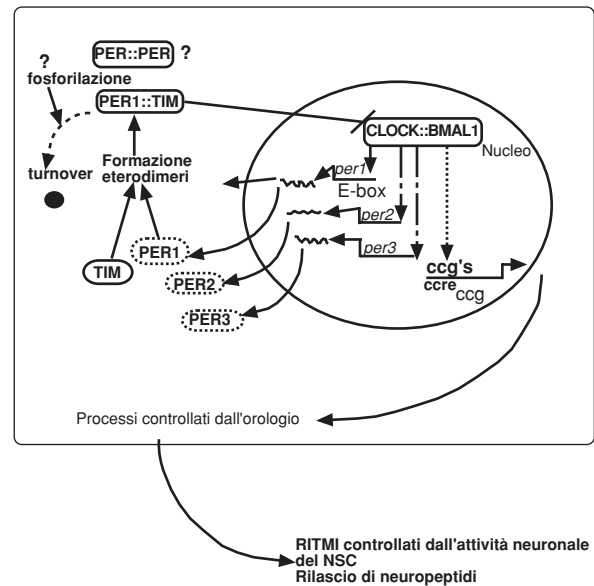 PER::PER ?
?
fosforilazione
PER1::TIM
CLOCK::BMAL1
Nucleo
Formazione
eterodimeri
turnover
per1
E-box
per2
per3
PER1
TIM
PER2
PER3
ccg's
ccre
ccg
Processi controllati dall'orologio
RITMI controllati dall'attività neuronale
del NSC
Rilascio di neuropeptidi